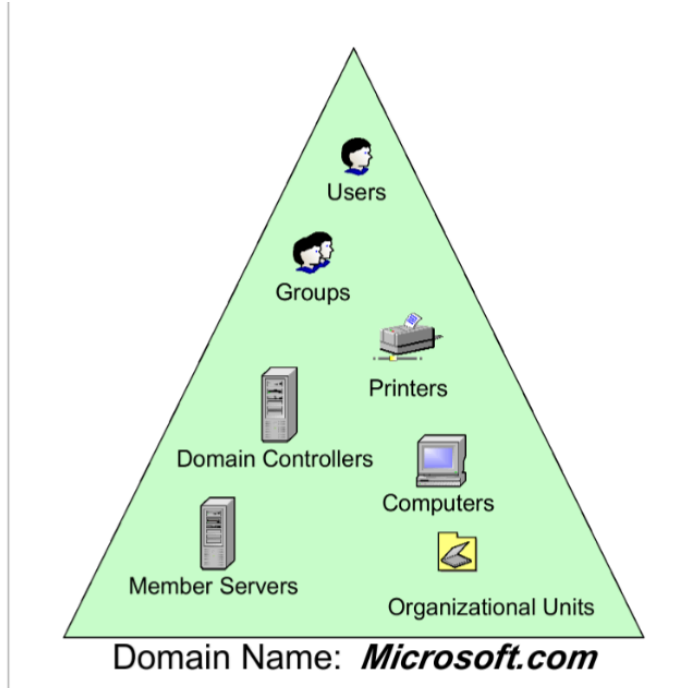 Users
Groups
Printers
Domain Controllers
Computers
Member Servers
Organizational Units
Domain Name: Microsoft.com